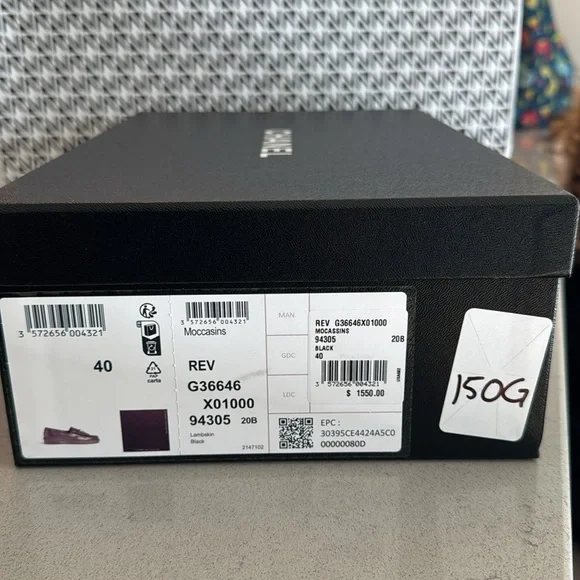 CHANEL
3 572656 004321
40
PAP
carte
3 572656 004321
Moccasins
REV
G36646
X01000
94305 20B
Lambskin
Black
2147102
MAN
GDC
LDC
REV G36646X01000
MOCASSINS
94305 20B
BLACK
40
3 572656 004321
$ 1550.00
EPC :
30395CE4424A5C0
00000080D
150G